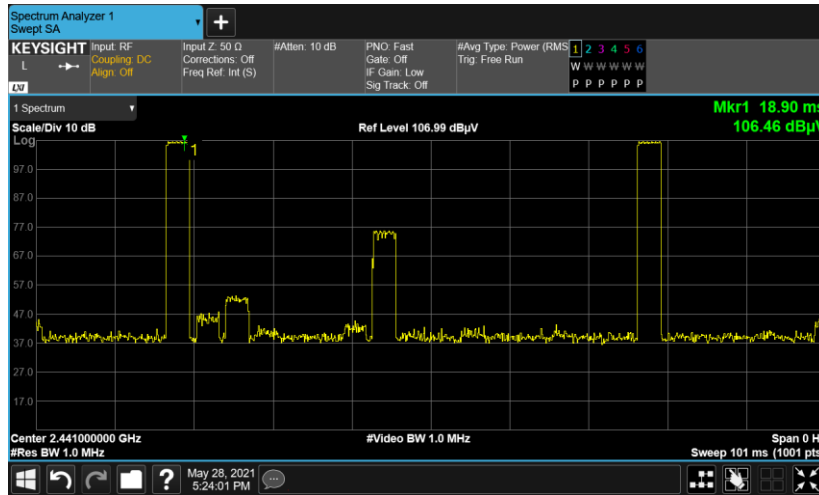 Spectrum Analyzer 1
Swept SA
KEYSIGHT
L
LXI
Input: RF
Coupling: DC
Align: Off
Input Z: 50 Ω
Corrections: Off
Freq Ref: Int (S)
#Atten: 10 dB
PNO: Fast
Gate: Off
IF Gain: Low
Sig Track: Off
#Avg Type: Power (RMS
Trig: Free Run
1 2 3 4 5 6
W W W W W W
P P P P P P
1 Spectrum
Scale/Div 10 dB
Ref Level 106.99 dBµV
Mkr1 18.90 ms
106.46 dBµV
Log
1
97.0
87.0
77.0
67.0
57.0
47.0
37.0
27.0
17.0
Center 2.441000000 GHz
#Res BW 1.0 MHz
#Video BW 1.0 MHz
Span 0 H
Sweep 101 ms (1001 pts
?
May 28, 2021
5:24:01 PM